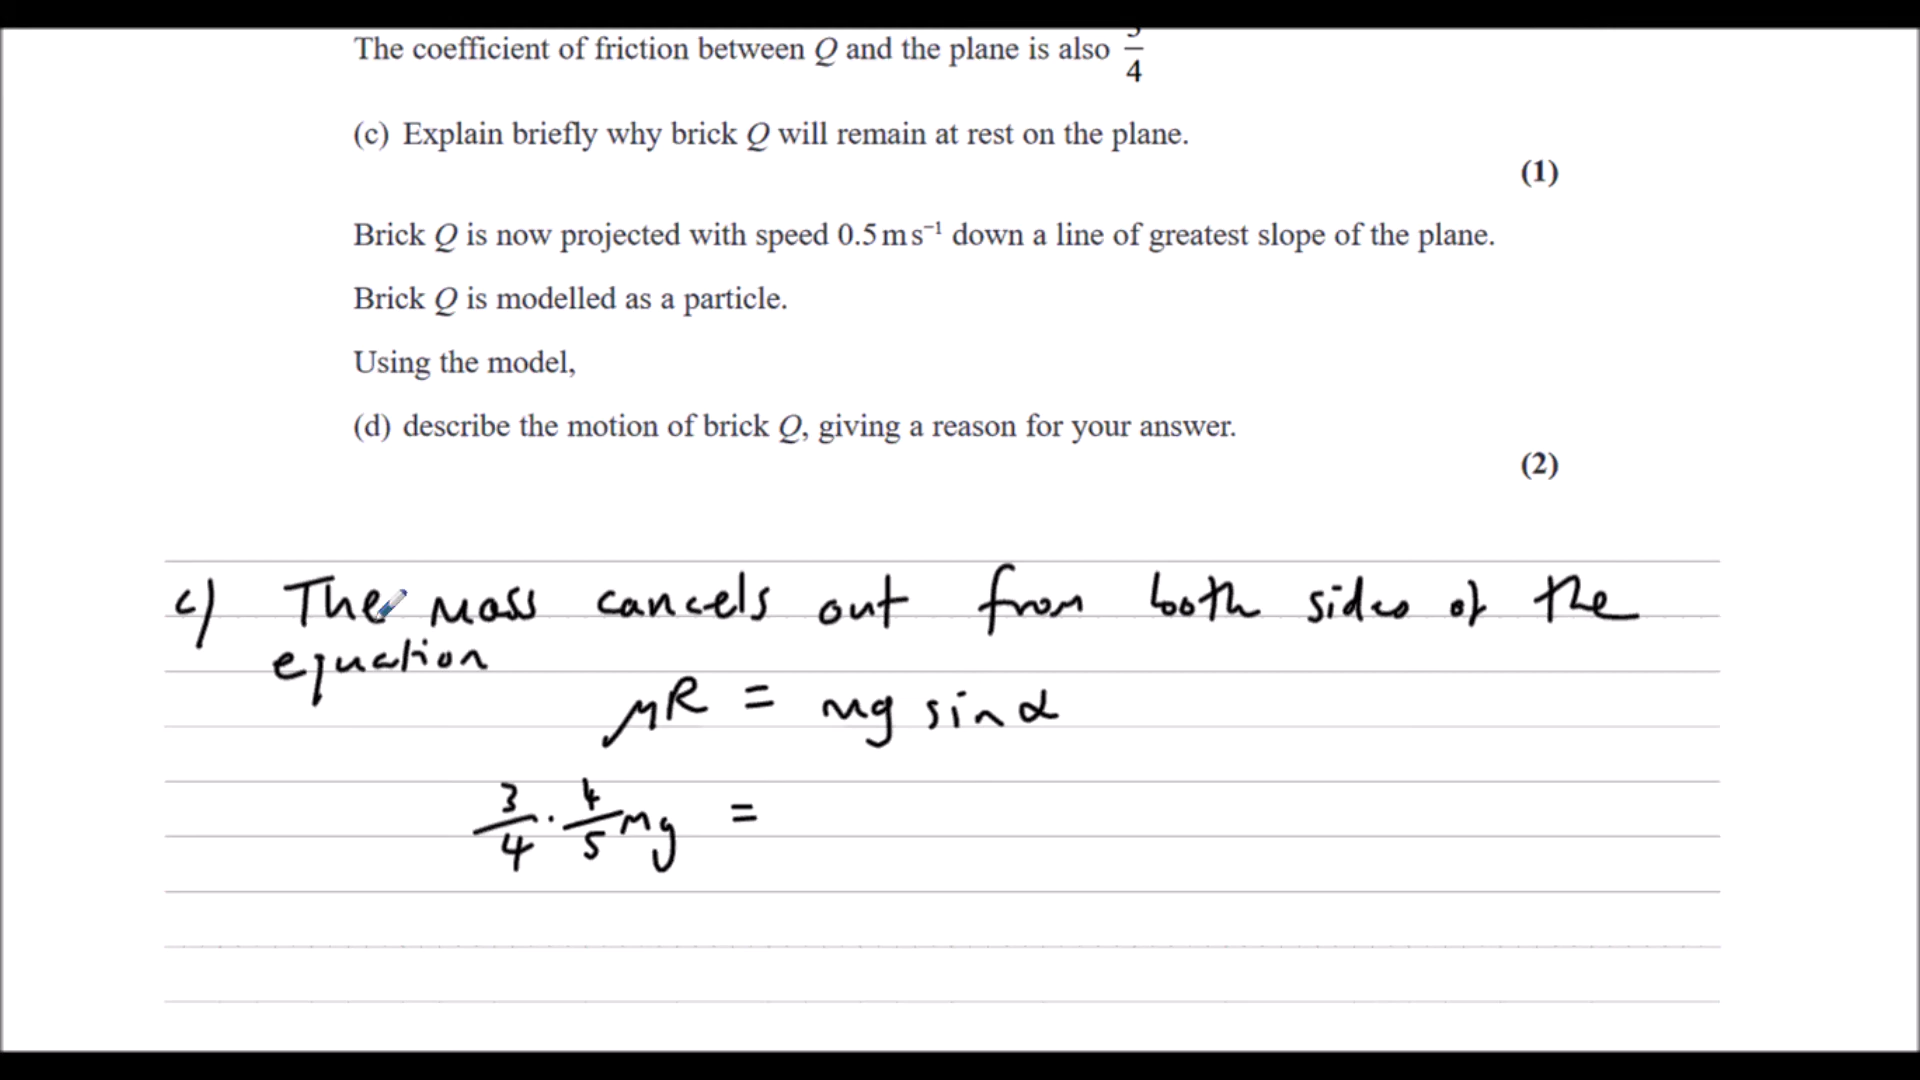 The coefficient of friction between Q and the plane is also 3/4
(c) Explain briefly why brick Q will remain at rest on the plane.
(1)
Brick Q is now projected with speed 0.5 m s⁻¹ down a line of greatest slope of the plane.
Brick Q is modelled as a particle.
Using the model,
(d) describe the motion of brick Q, giving a reason for your answer.
(2)
c) The mass cancels out from both sides of the
equation
μR = mg sin α
3/4 · 4/5 mg =